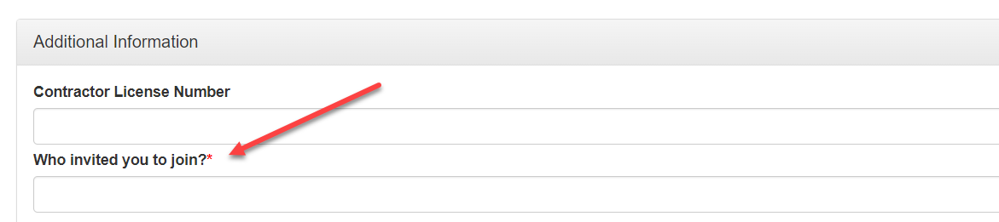 Additional Information
Contractor License Number
Who invited you to join?*